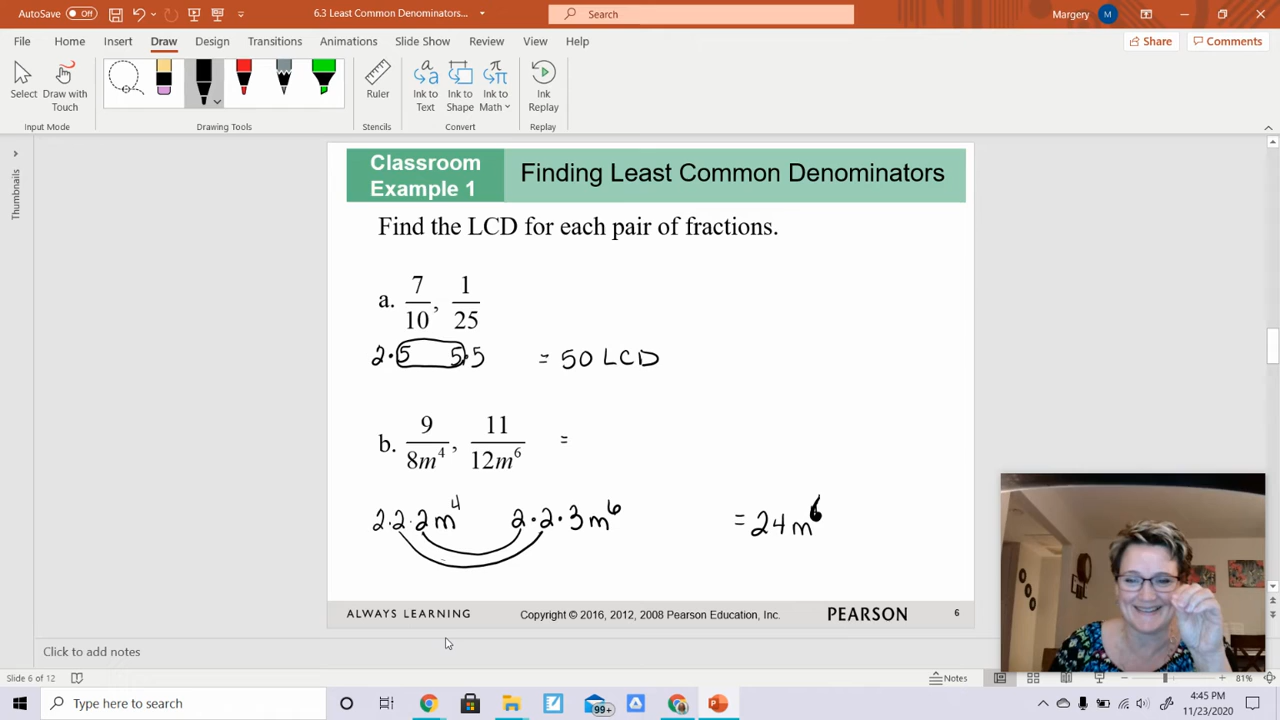 AutoSave Off 6.3 Least Common Denominators... Search Margery M
File Home Insert Draw Design Transitions Animations Slide Show Review View Help Share Comments
Select Draw with Touch Ruler Ink to Text Ink to Shape Ink to Math Ink Replay
Input Mode Drawing Tools Stencils Convert Replay
Thumbnails
Classroom Example 1 Finding Least Common Denominators
Find the LCD for each pair of fractions.
a. 7/10, 1/25
2·5 5·5 = 50 LCD
b. 9/8m⁴, 11/12m⁶ =
2·2·2m⁴ 2·2·3m⁶ = 24m⁶
ALWAYS LEARNING Copyright © 2016, 2012, 2008 Pearson Education, Inc. PEARSON 6
Click to add notes
Slide 6 of 12 Notes 81%
Type here to search 99+ 4:45 PM
11/23/2020